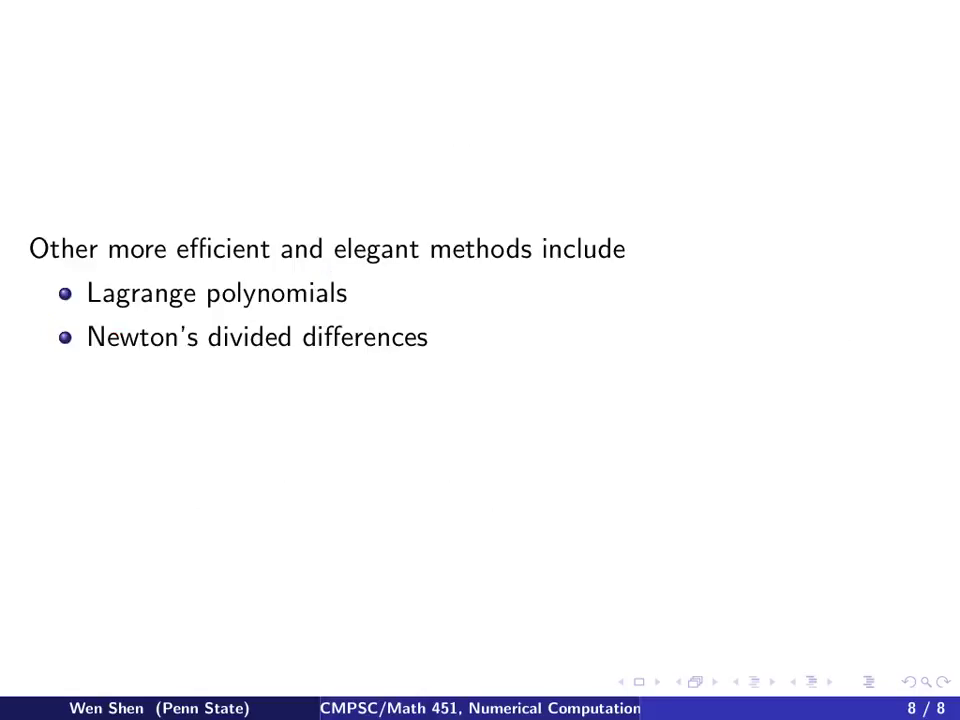 Other more efficient and elegant methods include
Lagrange polynomials
Newton's divided differences
Wen Shen (Penn State) CMPSC/Math 451, Numerical Computation 8 / 8